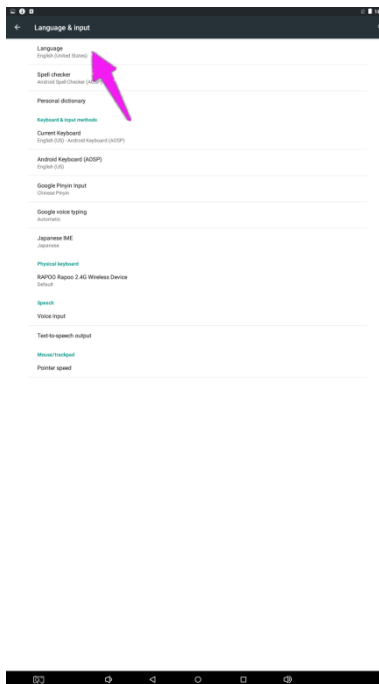 Language & input
Language
English (United States)
Spell checker
Android Spell Checker
Personal dictionary
Keyboard & input methods
Current Keyboard
English (US) - Android Keyboard (AOSP)
Android Keyboard (AOSP)
English (US)
Google Pinyin Input
Chinese Pinyin
Google voice typing
Automatic
Japanese IME
Japanese
Physical keyboard
RAPOO Rapoo 2.4G Wireless Device
Default
Speech
Voice input
Text-to-speech output
Mouse/trackpad
Pointer speed